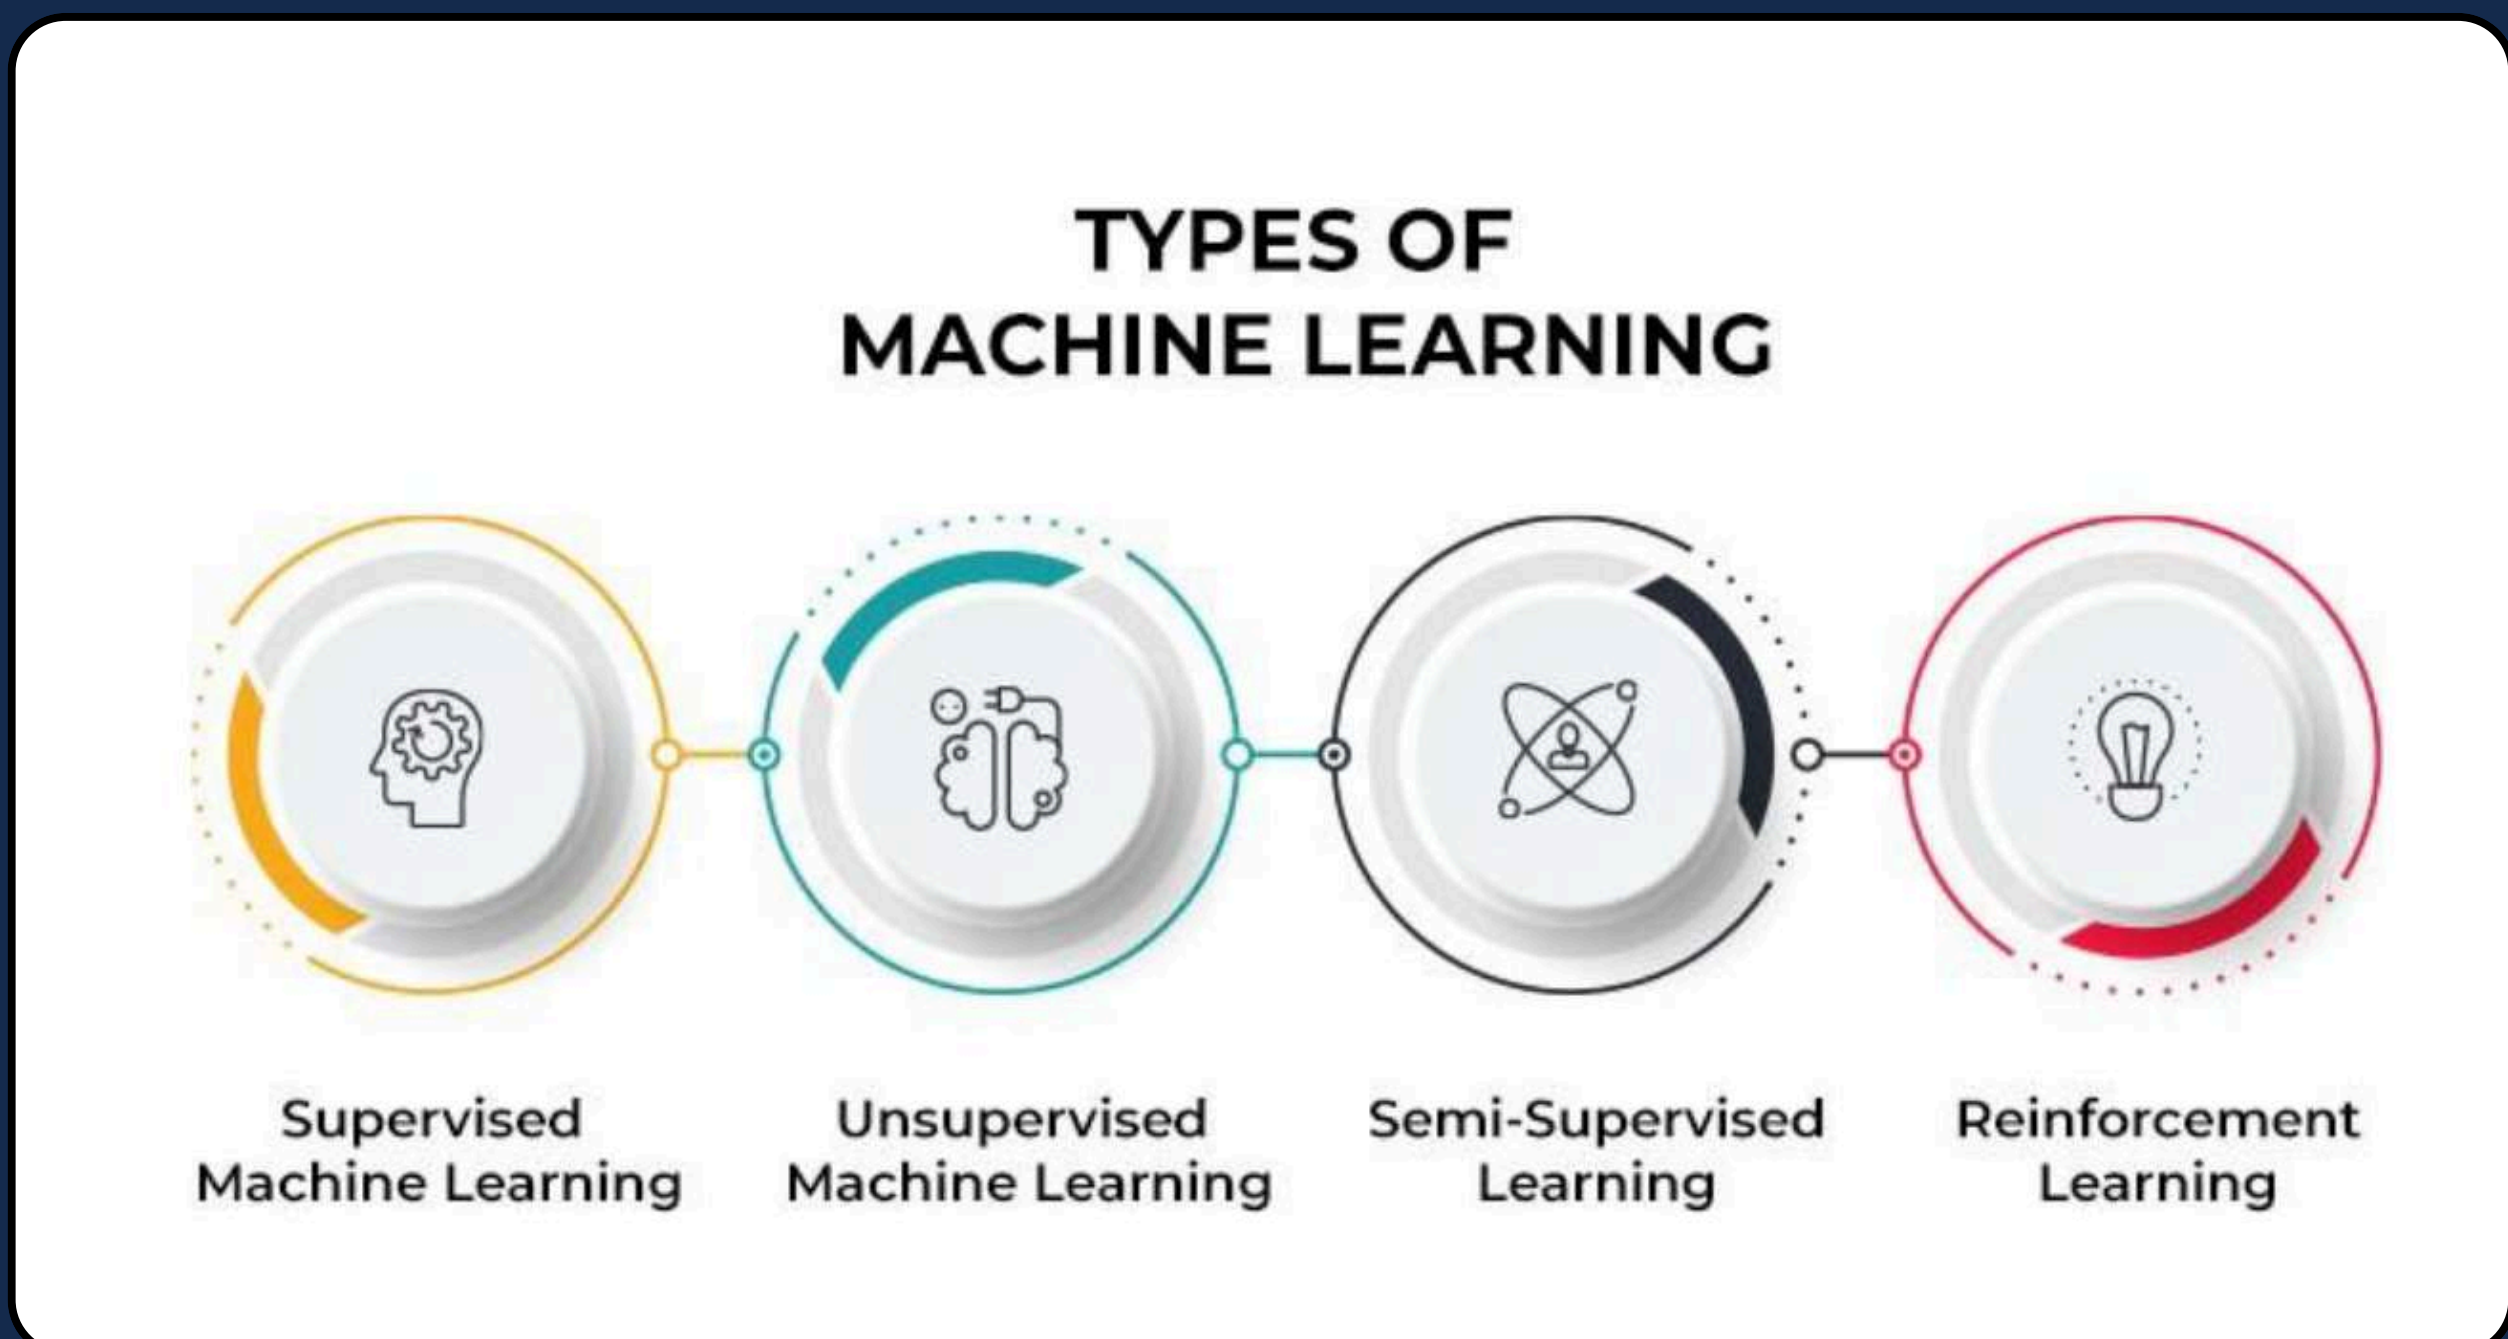 TYPES OF
MACHINE LEARNING
Supervised
Machine Learning
Unsupervised
Machine Learning
Semi-Supervised
Learning
Reinforcement
Learning